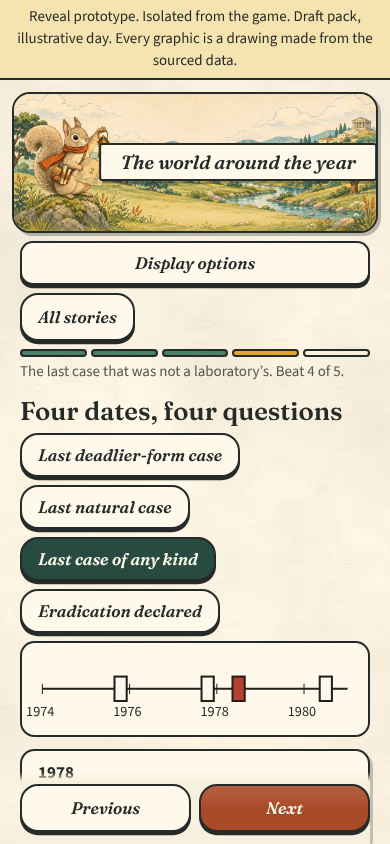 Reveal prototype. Isolated from the game. Draft pack,
illustrative day. Every graphic is a drawing made from the
sourced data.
The world around the year
Display options
All stories
The last case that was not a laboratory’s. Beat 4 of 5.
Four dates, four questions
Last deadlier-form case
Last natural case
Last case of any kind
Eradication declared
1974 1976 1978 1980
1978
Previous Next